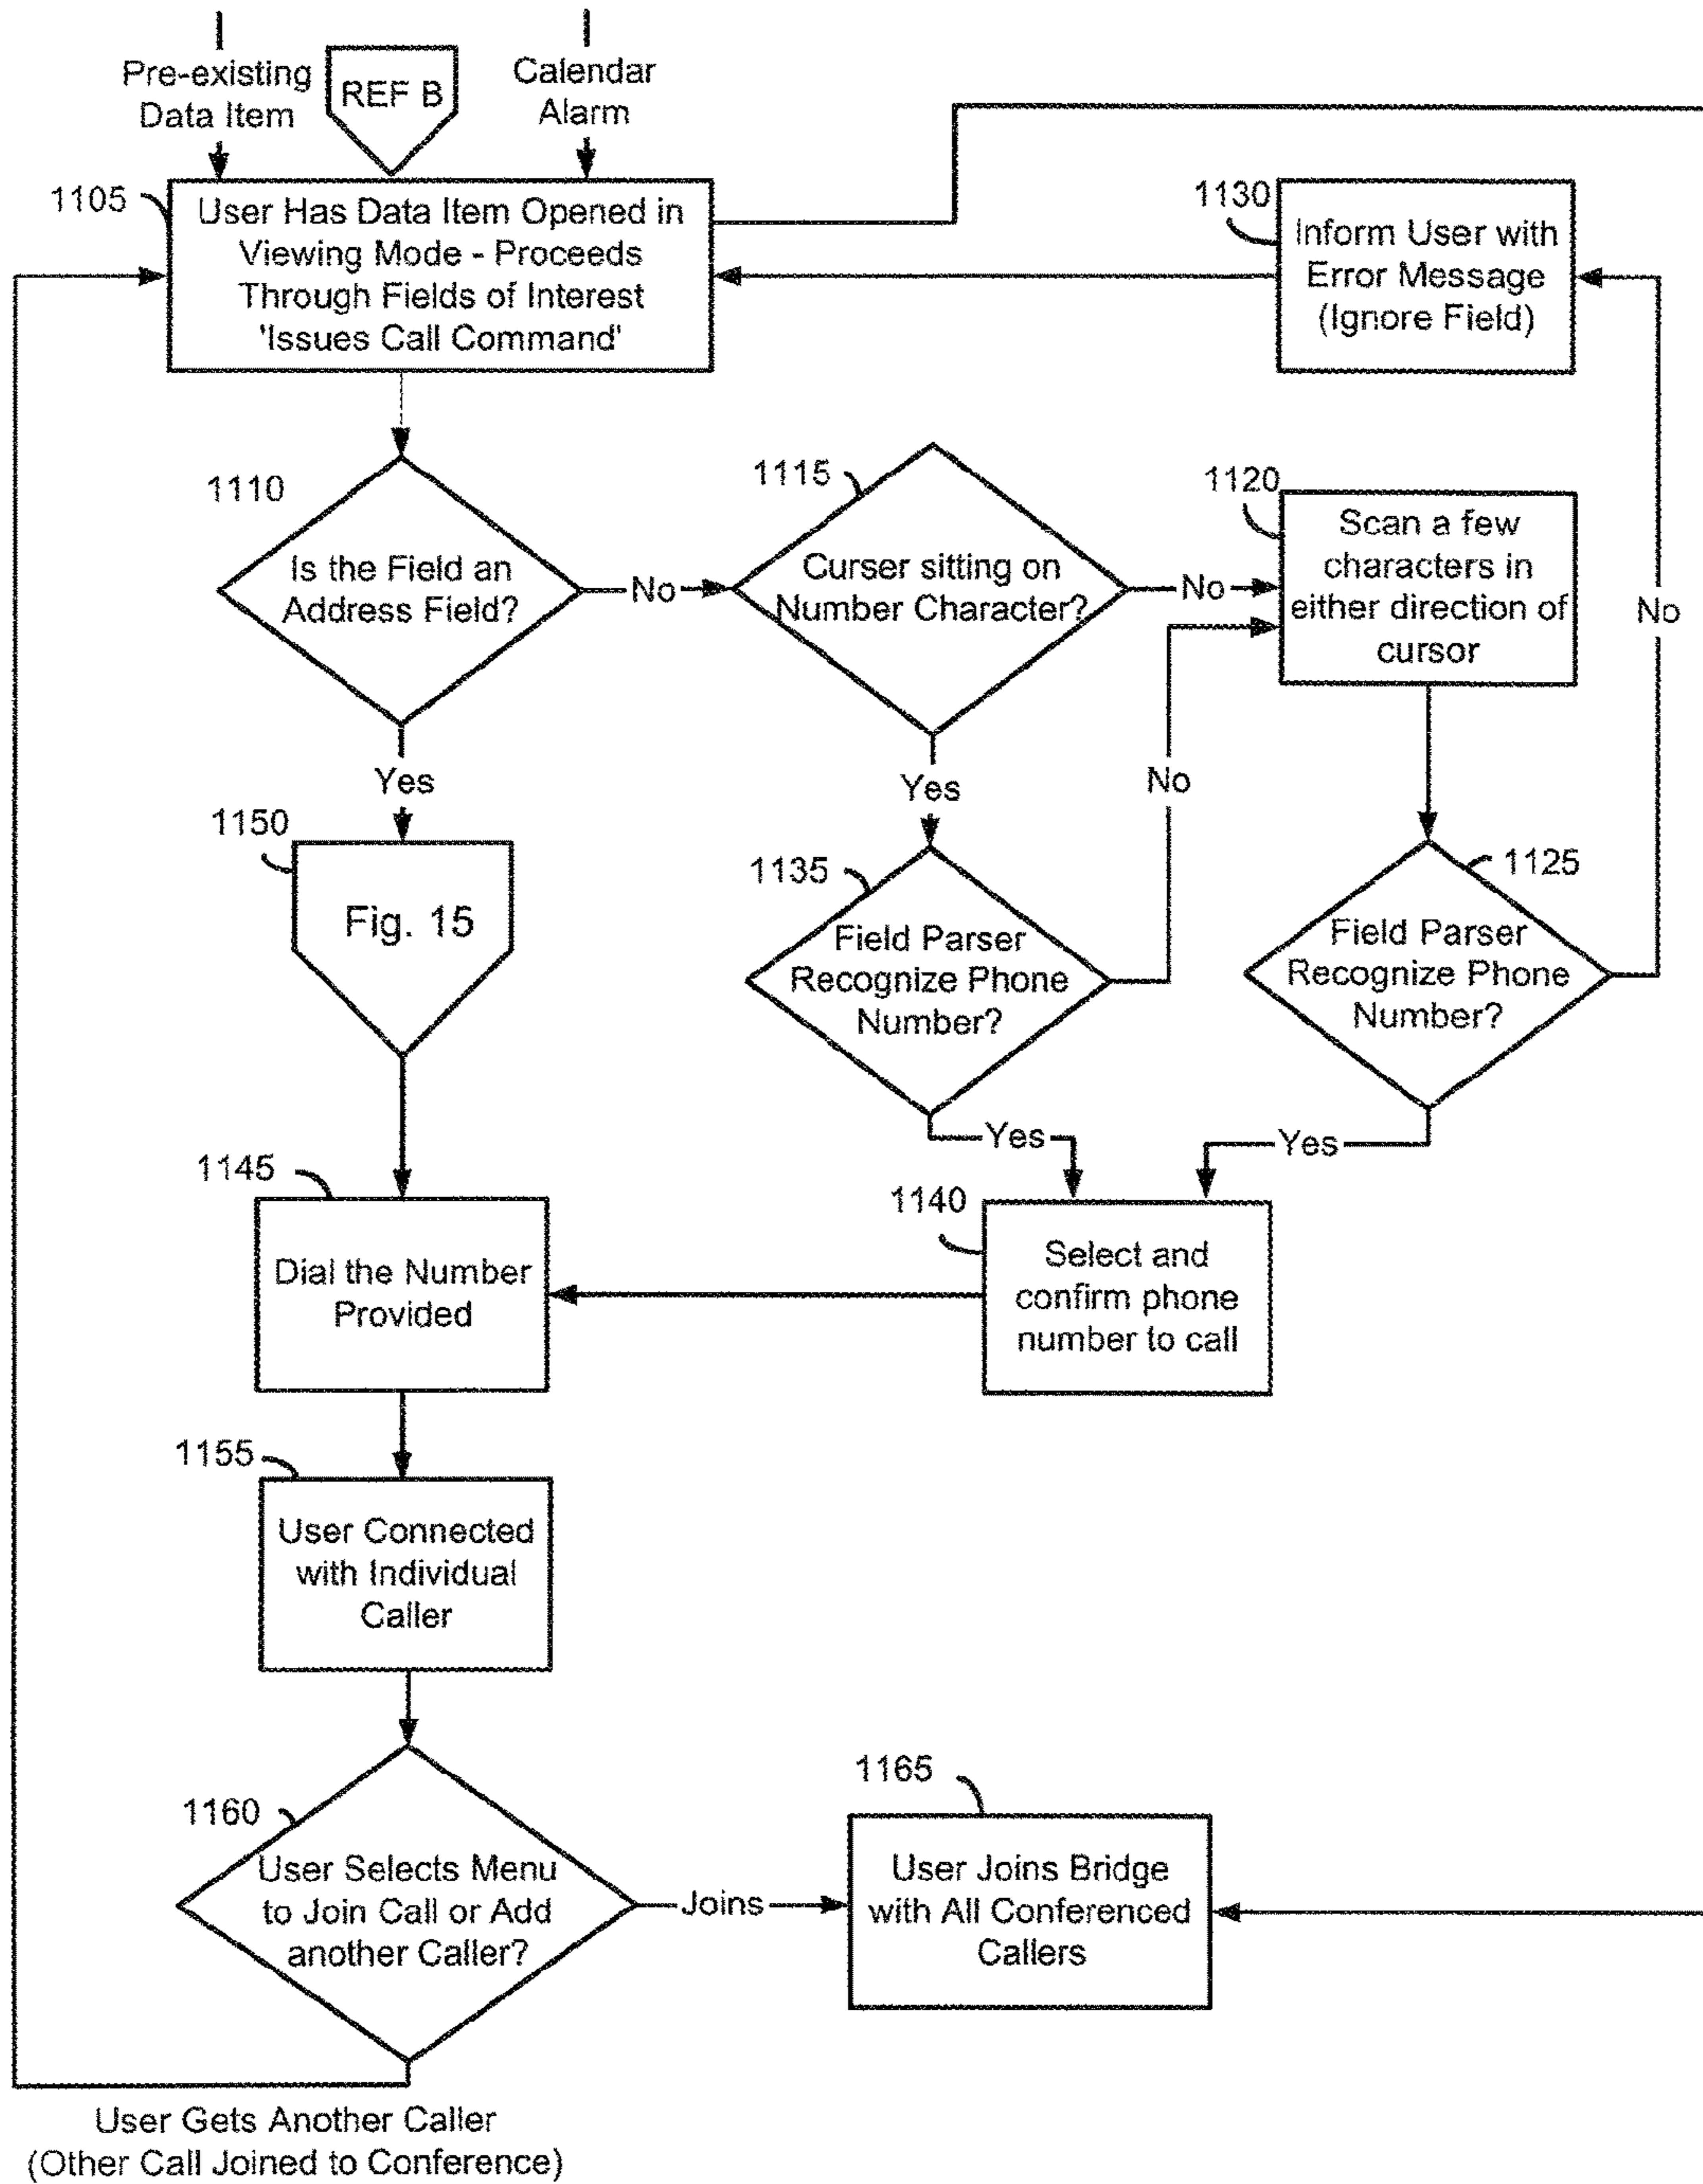 Pre-existing
Data Item
REF B
Calendar
Alarm
1105
User Has Data Item Opened in
Viewing Mode - Proceeds
Through Fields of Interest
'Issues Call Command'
1130
Inform User with
Error Message
(Ignore Field)
1110
Is the Field an
Address Field?
No
1115
Curser sitting on
Number Character?
No
1120
Scan a few
characters in
either direction of
cursor
No
Yes
Yes
No
1150
Fig. 15
1135
Field Parser
Recognize Phone
Number?
1125
Field Parser
Recognize Phone
Number?
Yes
Yes
1145
Dial the Number
Provided
1140
Select and
confirm phone
number to call
1155
User Connected
with Individual
Caller
1160
User Selects Menu
to Join Call or Add
another Caller?
Joins
1165
User Joins Bridge
with All Conferenced
Callers
User Gets Another Caller
(Other Call Joined to Conference)